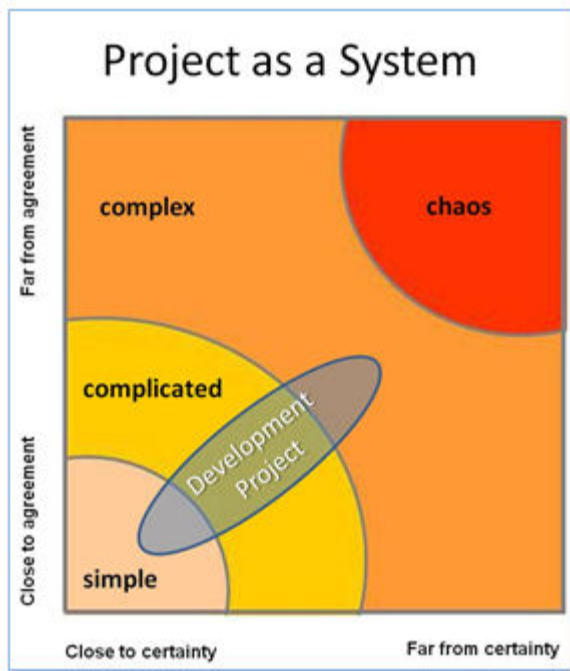 Project as a System
Far from agreement
complex
chaos
complicated
Development
Project
Close to agreement
simple
Close to certainty
Far from certainty